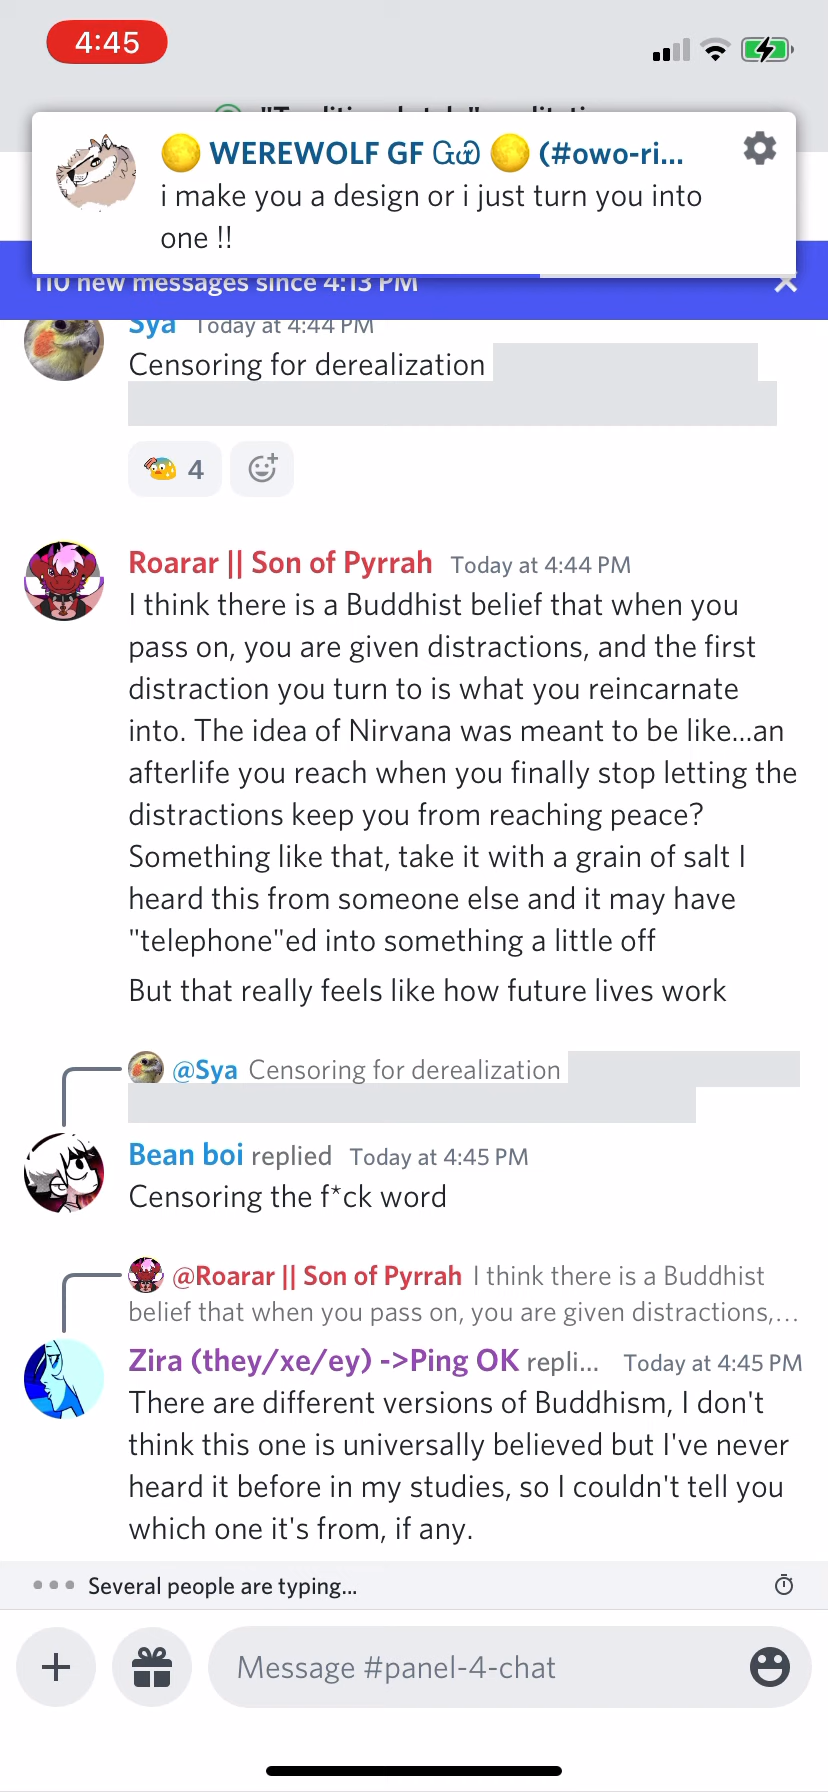 4:45
WEREWOLF GF (#owo-ri...
i make you a design or i just turn you into
one !!
110 new messages since 4:13 PM
Sya Today at 4:44 PM
Censoring for derealization
4
Roarar || Son of Pyrrah Today at 4:44 PM
I think there is a Buddhist belief that when you
pass on, you are given distractions, and the first
distraction you turn to is what you reincarnate
into. The idea of Nirvana was meant to be like...an
afterlife you reach when you finally stop letting the
distractions keep you from reaching peace?
Something like that, take it with a grain of salt I
heard this from someone else and it may have
"telephone"ed into something a little off
But that really feels like how future lives work
@Sya Censoring for derealization
Bean boi replied Today at 4:45 PM
Censoring the f*ck word
@Roarar || Son of Pyrrah I think there is a Buddhist
belief that when you pass on, you are given distractions,...
Zira (they/xe/ey) ->Ping OK repli... Today at 4:45 PM
There are different versions of Buddhism, I don't
think this one is universally believed but I've never
heard it before in my studies, so I couldn't tell you
which one it's from, if any.
Several people are typing...
Message #panel-4-chat